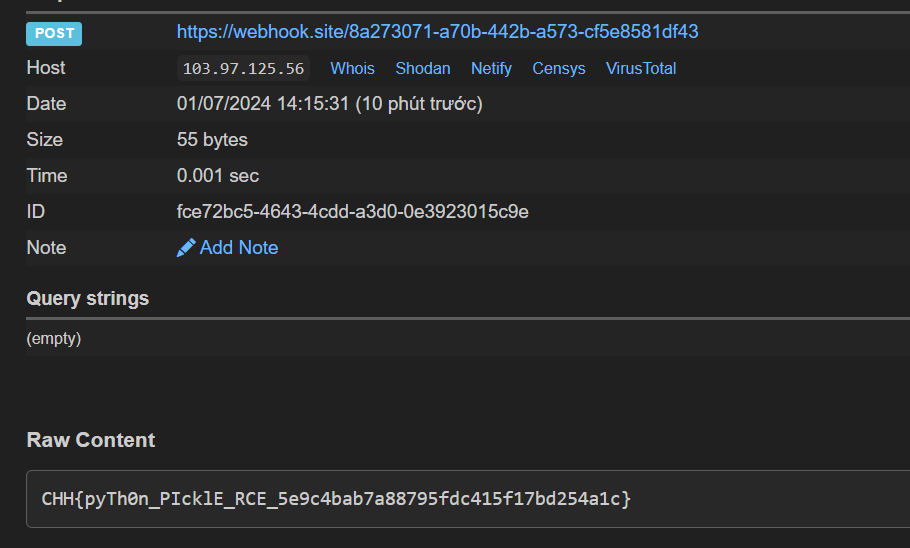 POST https://webhook.site/8a273071-a70b-442b-a573-cf5e8581df43
Host 103.97.125.56 Whois Shodan Netify Censys VirusTotal
Date 01/07/2024 14:15:31 (10 phút trước)
Size 55 bytes
Time 0.001 sec
ID fce72bc5-4643-4cdd-a3d0-0e3923015c9e
Note Add Note
Query strings
(empty)
Raw Content
CHH{pyTh0n_PIcklE_RCE_5e9c4bab7a88795fdc415f17bd254a1c}